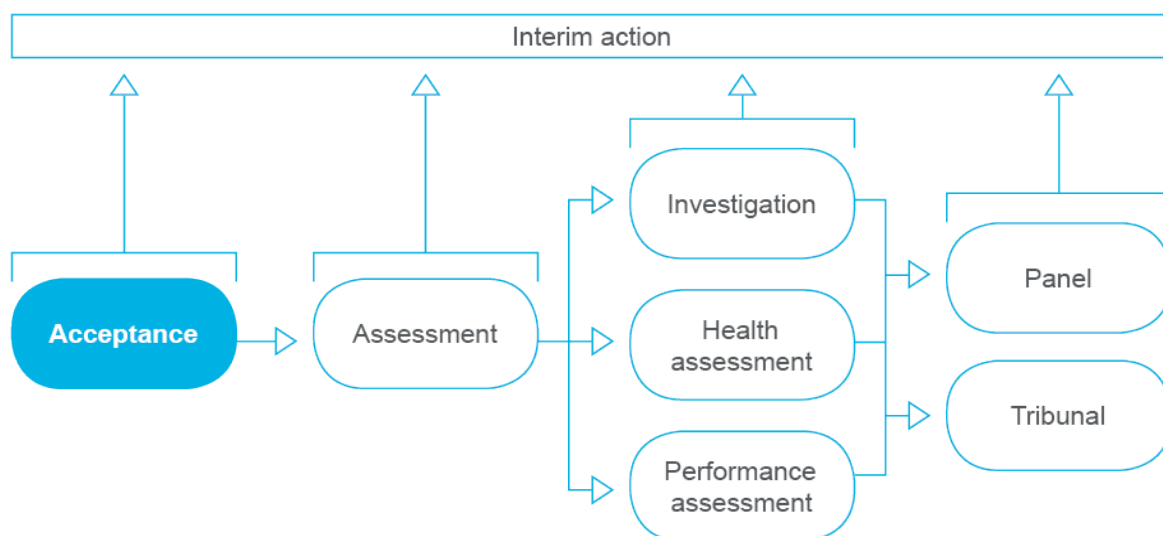 Interim action
Acceptance
Assessment
Investigation
Health
assessment
Performance
assessment
Panel
Tribunal